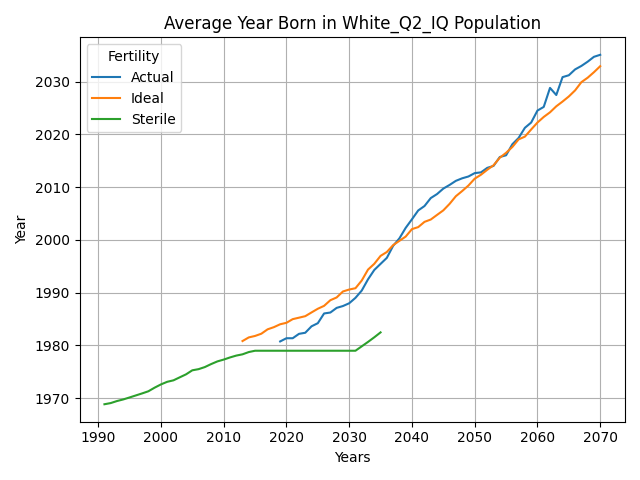 Average Year Born in White_Q2_IQ Population
Fertility
Actual
Ideal
Sterile
Year
2030
2020
2010
2000
1990
1980
1970
1990 2000 2010 2020 2030 2040 2050 2060 2070
Years